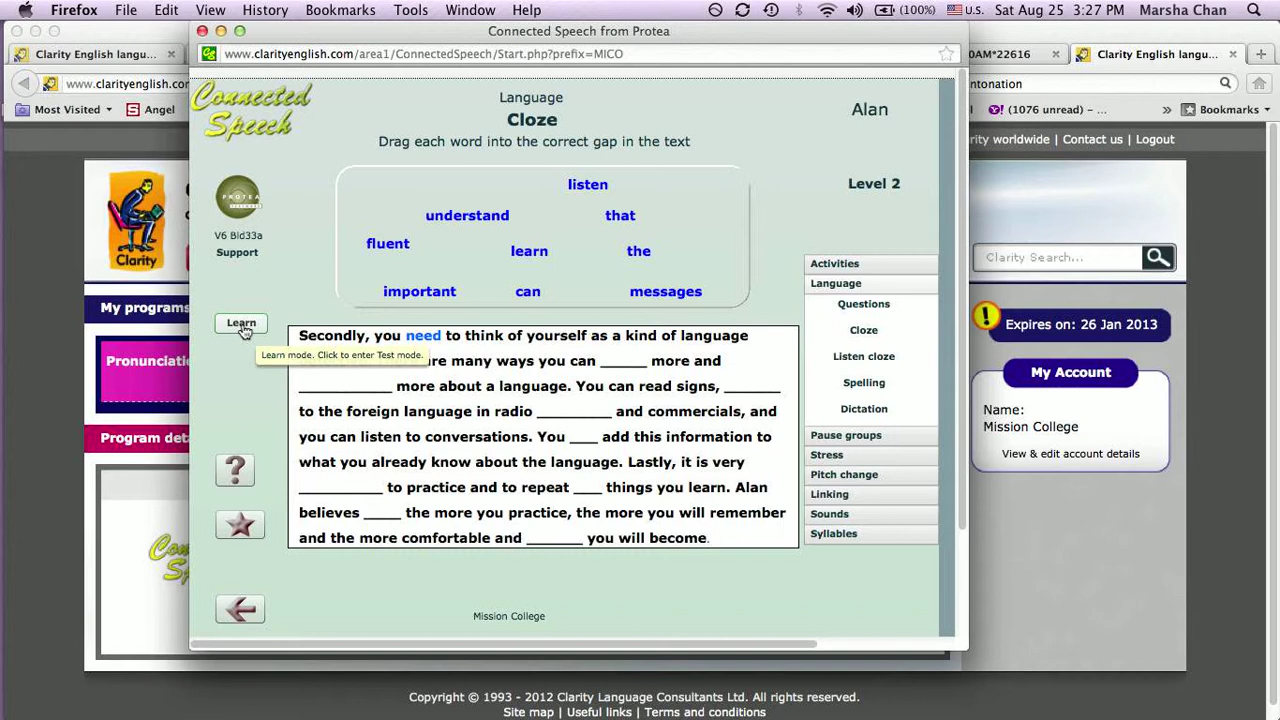 Firefox File Edit View History Bookmarks Tools Window Help (100%) U.S. Sat Aug 25 3:27 PM Marsha Chan
Connected Speech from Protea
Clarity English langu...
www.clarityenglish.com/area1/ConnectedSpeech/Start.php?prefix=MICO
0AM*22616
Clarity English langu...
www.clarityenglish.co
ntonation
Most Visited
Angel
(1076 unread) – ...
Bookmarks
Connected
Speech
Language
Cloze
Drag each word into the correct gap in the text
Alan
Level 2
arity worldwide | Contact us | Logout
Clarity
PROTEA
V6 Bld33a
Support
listen
understand that
fluent learn the
important can messages
Clarity Search...
My programs
Pronunciatio
Program deta
Learn
Learn mode. Click to enter Test mode.
Secondly, you need to think of yourself as a kind of language
re many ways you can _____ more and
__________ more about a language. You can read signs, ______
to the foreign language in radio ________ and commercials, and
you can listen to conversations. You ___ add this information to
what you already know about the language. Lastly, it is very
_________ to practice and to repeat ___ things you learn. Alan
believes ____ the more you practice, the more you will remember
and the more comfortable and ______ you will become.
Activities
Language
Questions
Cloze
Listen cloze
Spelling
Dictation
Pause groups
Stress
Pitch change
Linking
Sounds
Syllables
! Expires on: 26 Jan 2013
My Account
Name:
Mission College
View & edit account details
?
Mission College
Copyright © 1993 - 2012 Clarity Language Consultants Ltd. All rights reserved.
Site map | Useful links | Terms and conditions